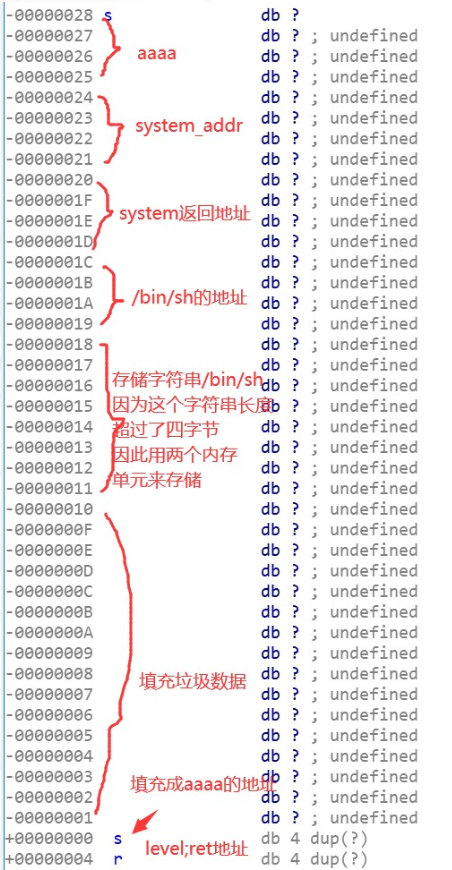 -00000028 s db ?
-00000027 db ? ; undefined
-00000026 db ? ; undefined
aaaa
-00000025 db ? ; undefined
-00000024 db ? ; undefined
-00000023 db ? ; undefined
system_addr
-00000022 db ? ; undefined
-00000021 db ? ; undefined
-00000020 db ? ; undefined
-0000001F db ? ; undefined
system返回地址
-0000001E db ? ; undefined
-0000001D db ? ; undefined
-0000001C db ? ; undefined
-0000001B db ? ; undefined
/bin/sh的地址
-0000001A db ? ; undefined
-00000019 db ? ; undefined
-00000018 db ? ; undefined
-00000017 db ? ; undefined
存储字符串/bin/sh
-00000016 db ? ; undefined
因为这个字符串长度
-00000015 db ? ; undefined
超过了四字节
-00000014 db ? ; undefined
因此用两个内存
-00000013 db ? ; undefined
-00000012 db ? ; undefined
单元来存储
-00000011 db ? ; undefined
-00000010 db ? ; undefined
-0000000F db ? ; undefined
-0000000E db ? ; undefined
-0000000D db ? ; undefined
-0000000C db ? ; undefined
-0000000B db ? ; undefined
-0000000A db ? ; undefined
-00000009 db ? ; undefined
-00000008 db ? ; undefined
填充垃圾数据
-00000007 db ? ; undefined
-00000006 db ? ; undefined
-00000005 db ? ; undefined
-00000004 db ? ; undefined
-00000003 db ? ; undefined
填充成aaaa的地址
-00000002 db ? ; undefined
-00000001 db ? ; undefined
+00000000 s db 4 dup(?)
level;ret地址
+00000004 r db 4 dup(?)